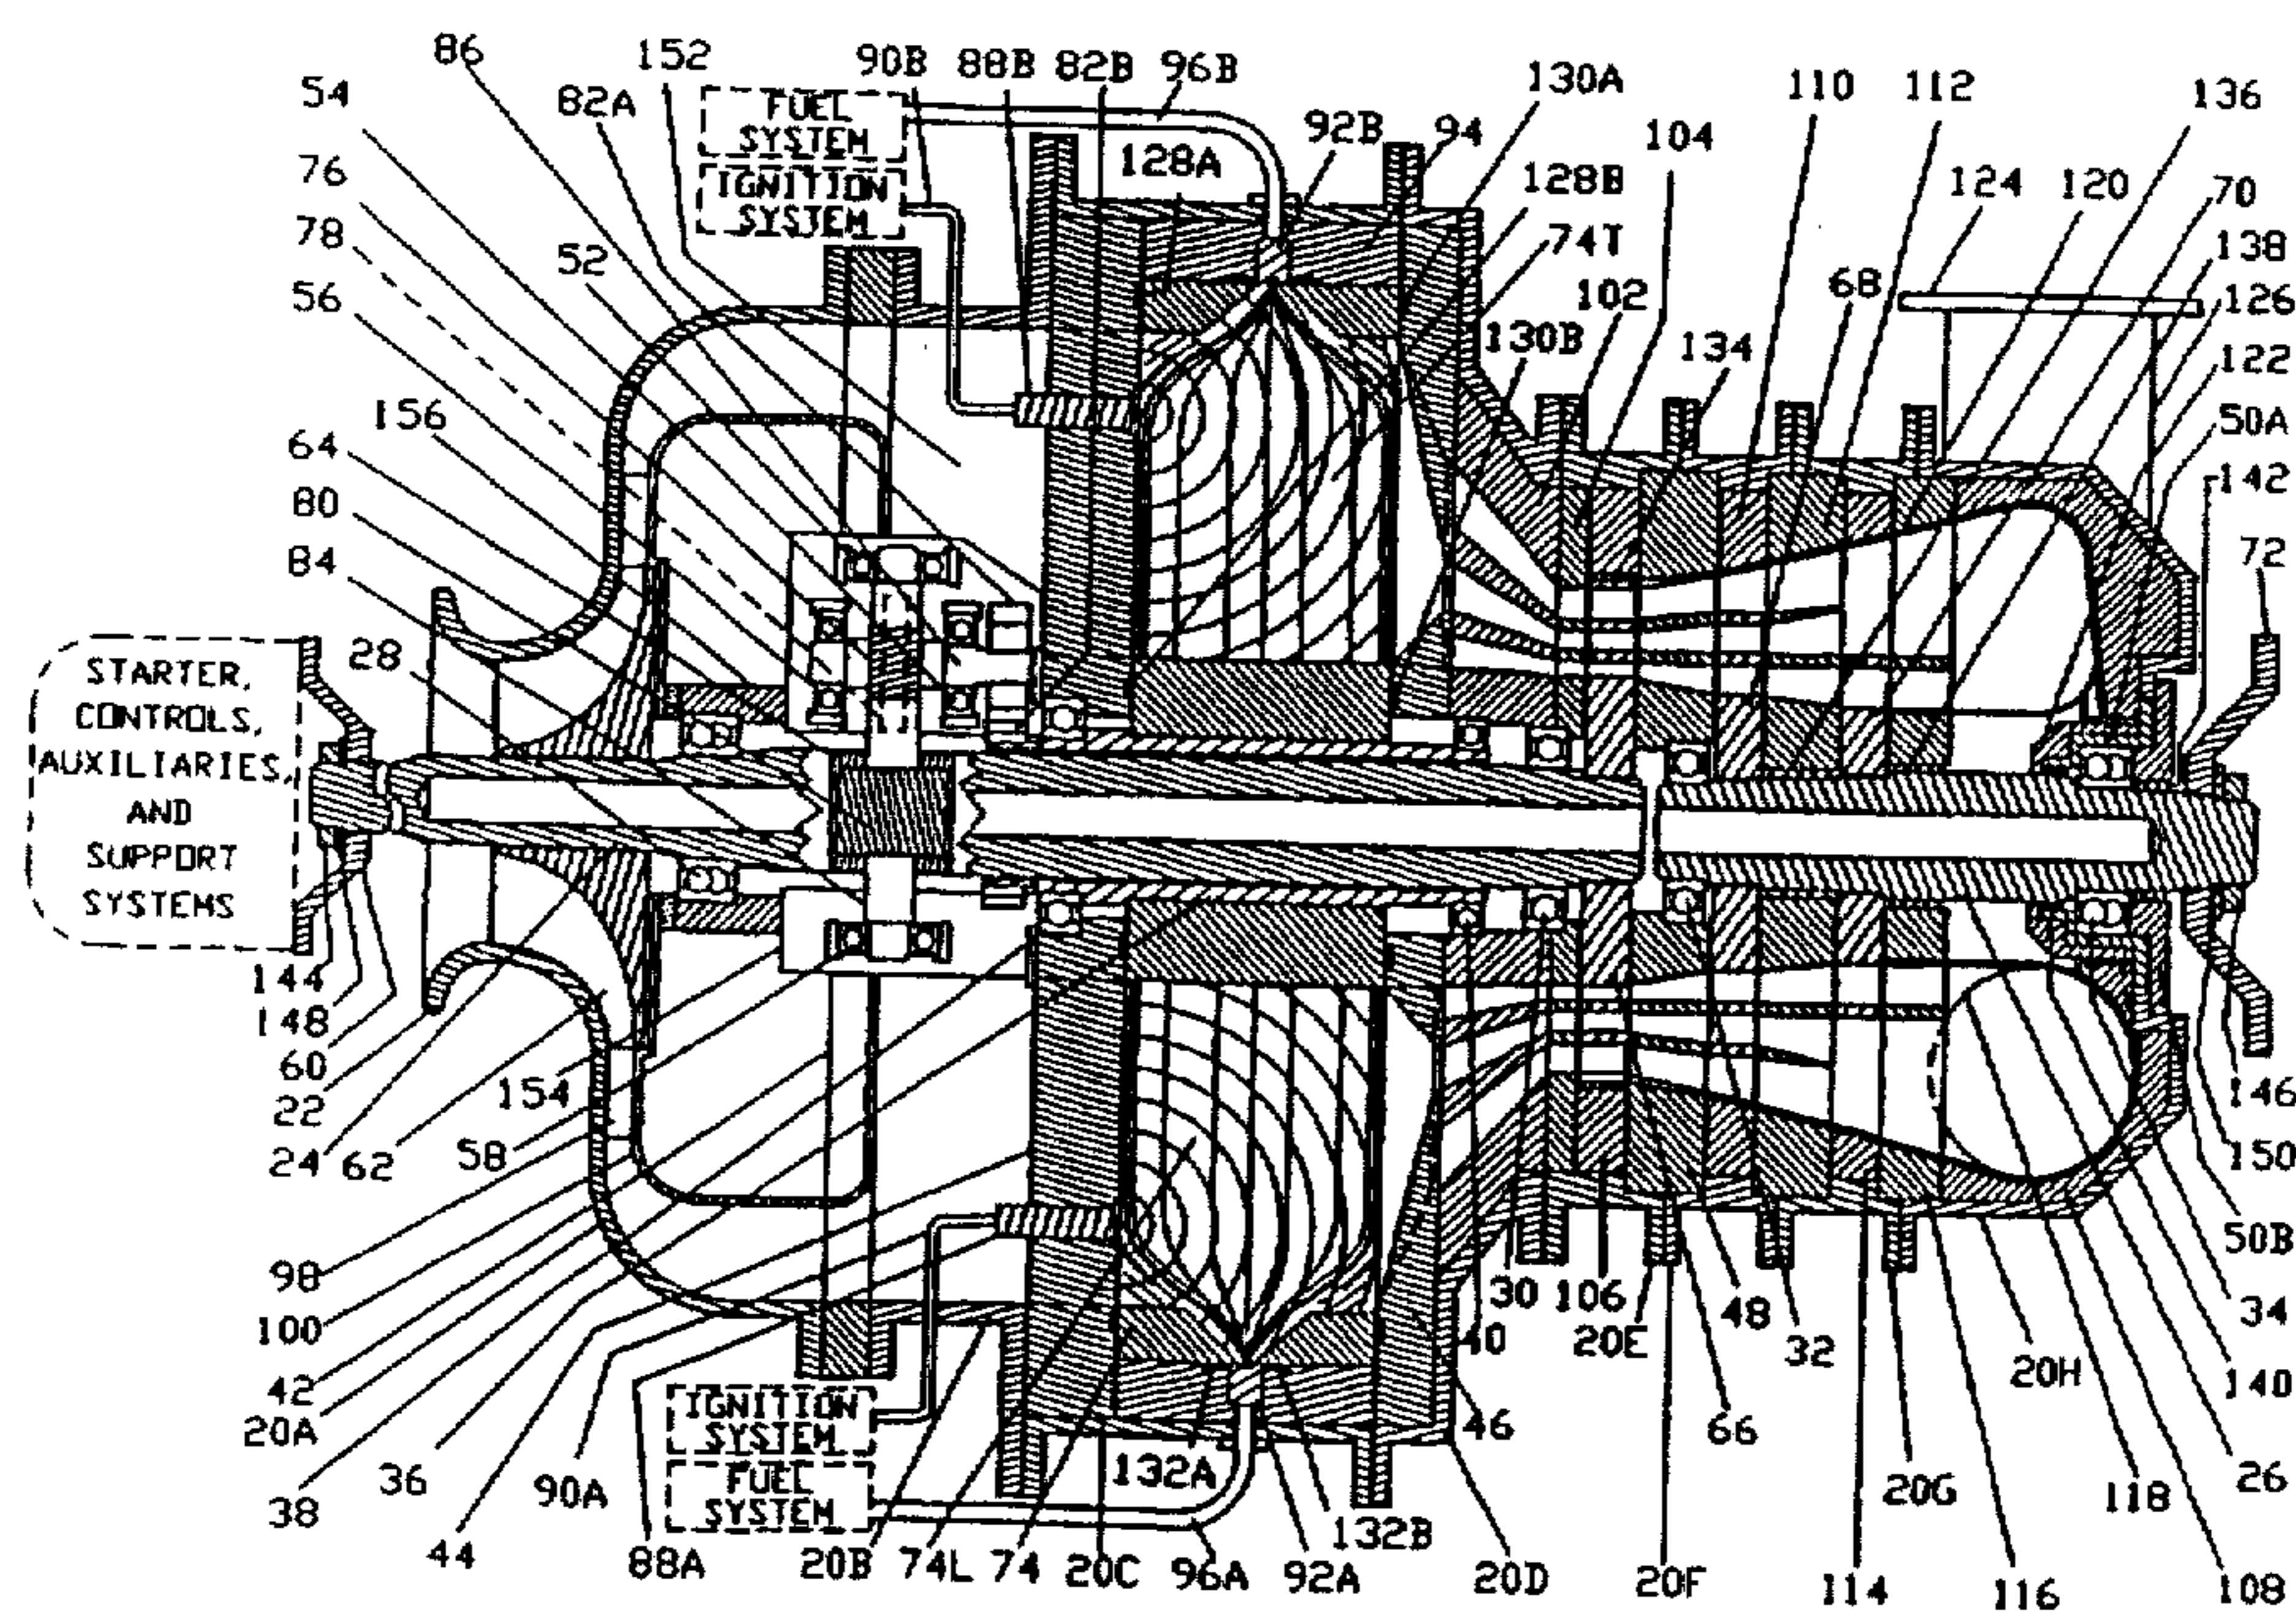 86
152
90B
88B
82B
96B
130A
110
112
136
54
82A
FUEL
SYSTEM
92B
94
104
76
IGNITION
SYSTEM
128A
128B
124
120
70
78
52
74T
68
138
56
102
126
130B
134
122
156
50A
64
142
80
72
84
28
STARTER,
CONTROLS,
AUXILIARIES,
AND
SUPPORT
SYSTEMS
144
148
60
22
154
146
24
62
58
150
50B
98
30
106
48
34
100
40
20E
32
42
20H
140
20A
IGNITION
SYSTEM
46
66
36
132A
26
38
90A
FUEL
SYSTEM
20G
118
132B
44
88A
20B
74L
74
20C
96A
92A
20D
20F
114
116
108